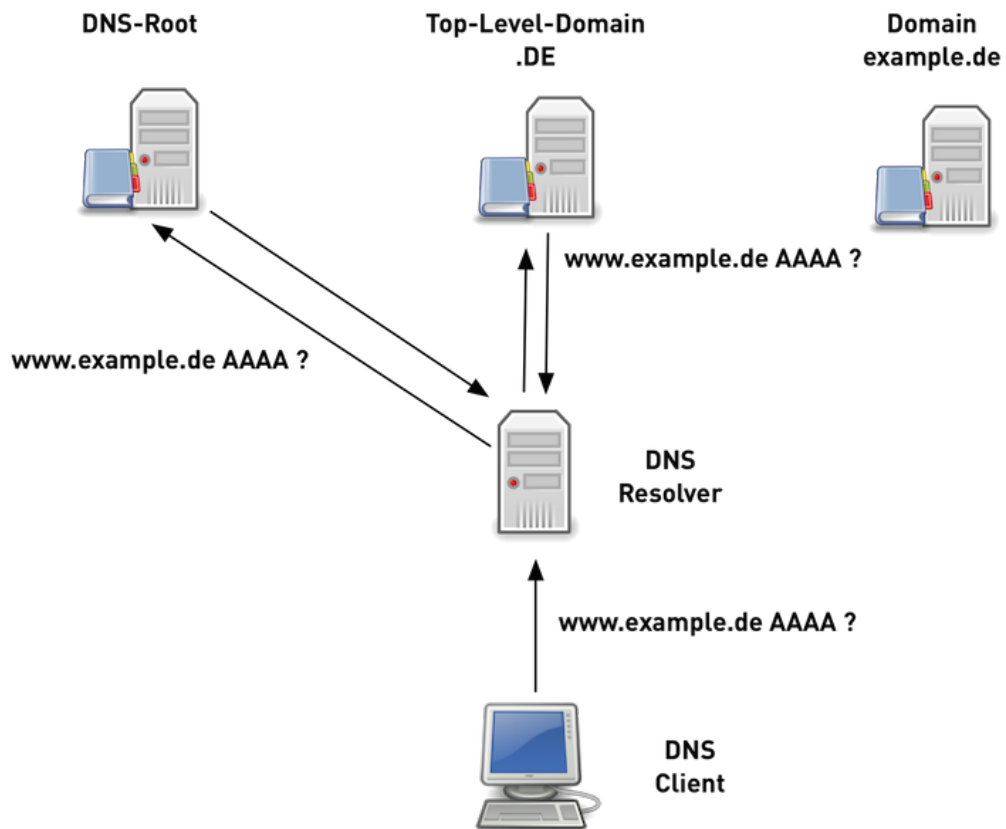 DNS-Root
Top-Level-Domain
.DE
Domain
example.de
www.example.de AAAA ?
www.example.de AAAA ?
DNS
Resolver
www.example.de AAAA ?
DNS
Client